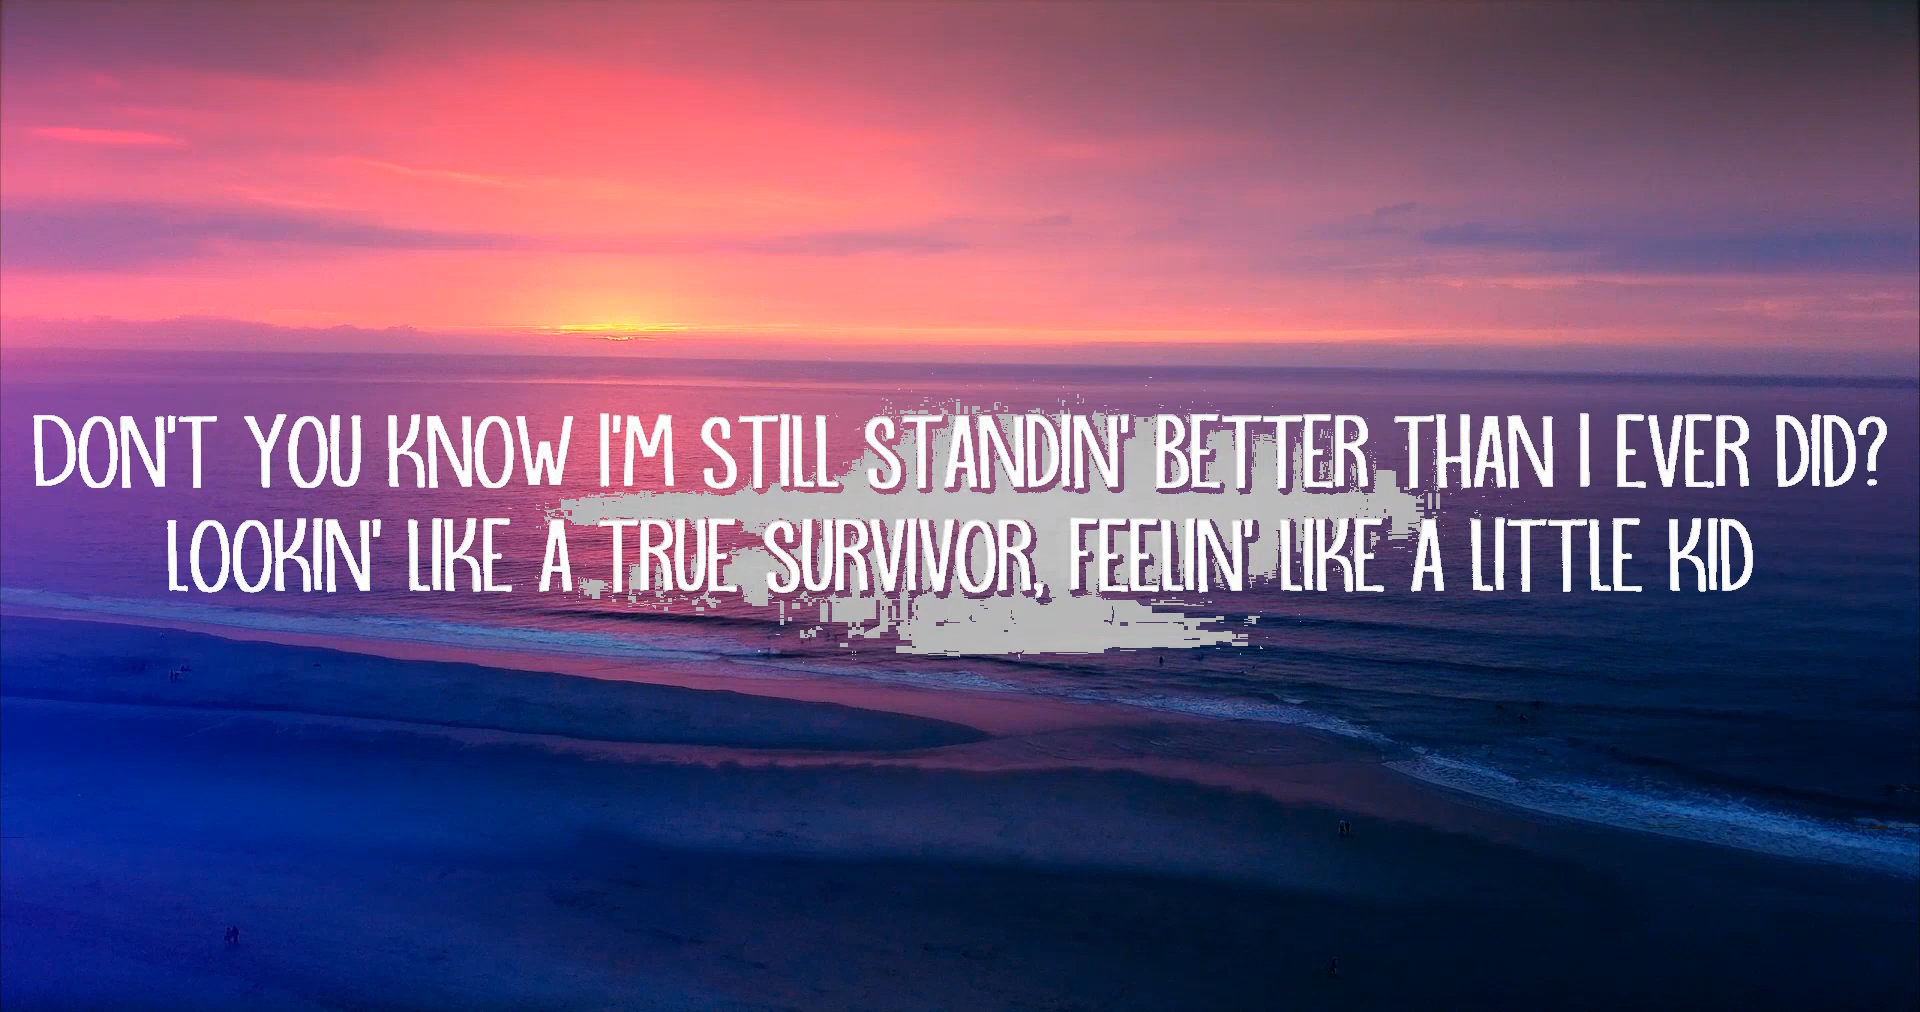 DON'T YOU KNOW I'M STILL STANDIN' BETTER THAN I EVER DID?
LOOKIN' LIKE A TRUE SURVIVOR, FEELIN' LIKE A LITTLE KID